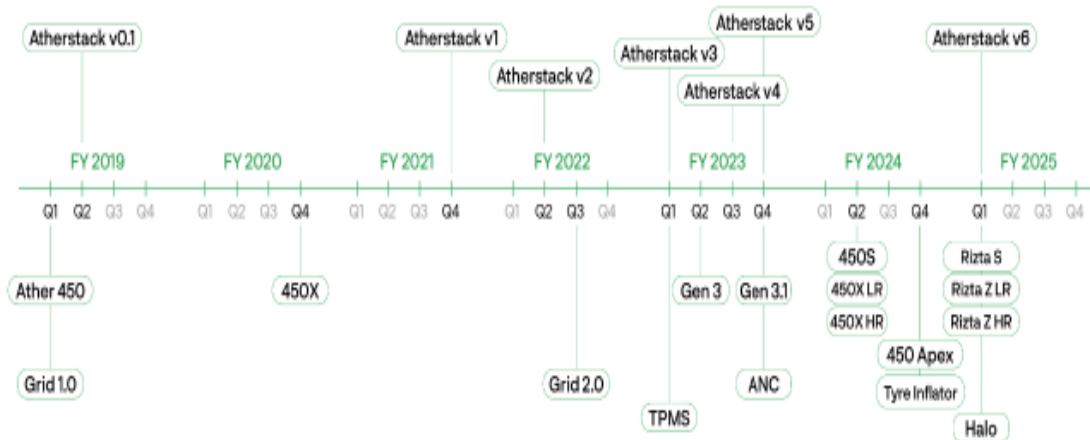 Atherstack v0.1
Atherstack v1
Atherstack v2
Atherstack v3
Atherstack v4
Atherstack v5
Atherstack v6
FY 2019 FY 2020 FY 2021 FY 2022 FY 2023 FY 2024 FY 2025
Q1 Q2 Q3 Q4 Q1 Q2 Q3 Q4 Q1 Q2 Q3 Q4 Q1 Q2 Q3 Q4 Q1 Q2 Q3 Q4 Q1 Q2 Q3 Q4 Q1 Q2 Q3 Q4
Ather 450
Grid 1.0
450X
Grid 2.0
TPMS
Gen 3
Gen 3.1
ANC
450S
450X LR
450X HR
450 Apex
Tyre Inflator
Rizta S
Rizta Z LR
Rizta Z HR
Halo